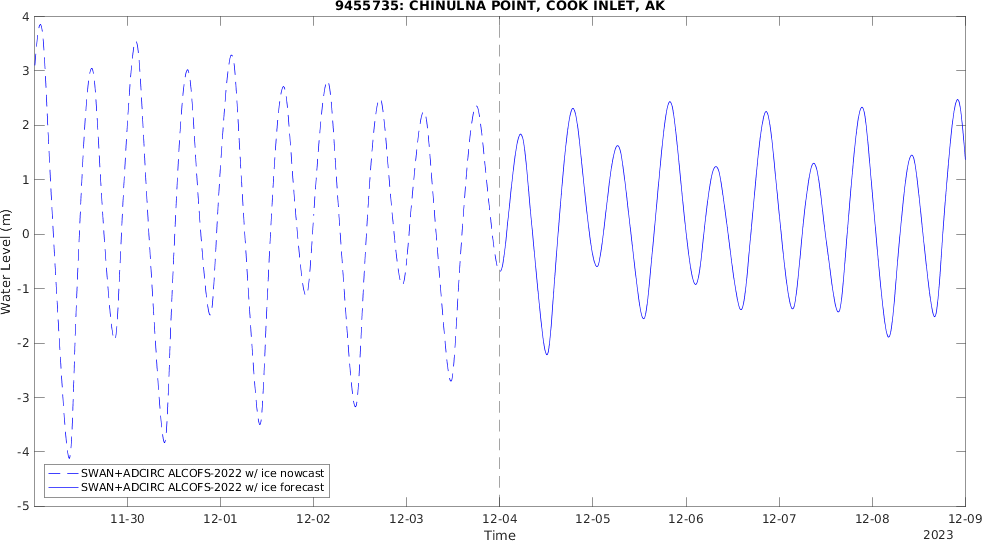 9455735: CHINULNA POINT, COOK INLET, AK
Water Level (m)
4
3
2
1
0
-1
-2
-3
-4
-5
SWAN+ADCIRC ALCOFS-2022 w/ ice nowcast
SWAN+ADCIRC ALCOFS-2022 w/ ice forecast
11-30 12-01 12-02 12-03 12-04 12-05 12-06 12-07 12-08 12-09
Time
2023